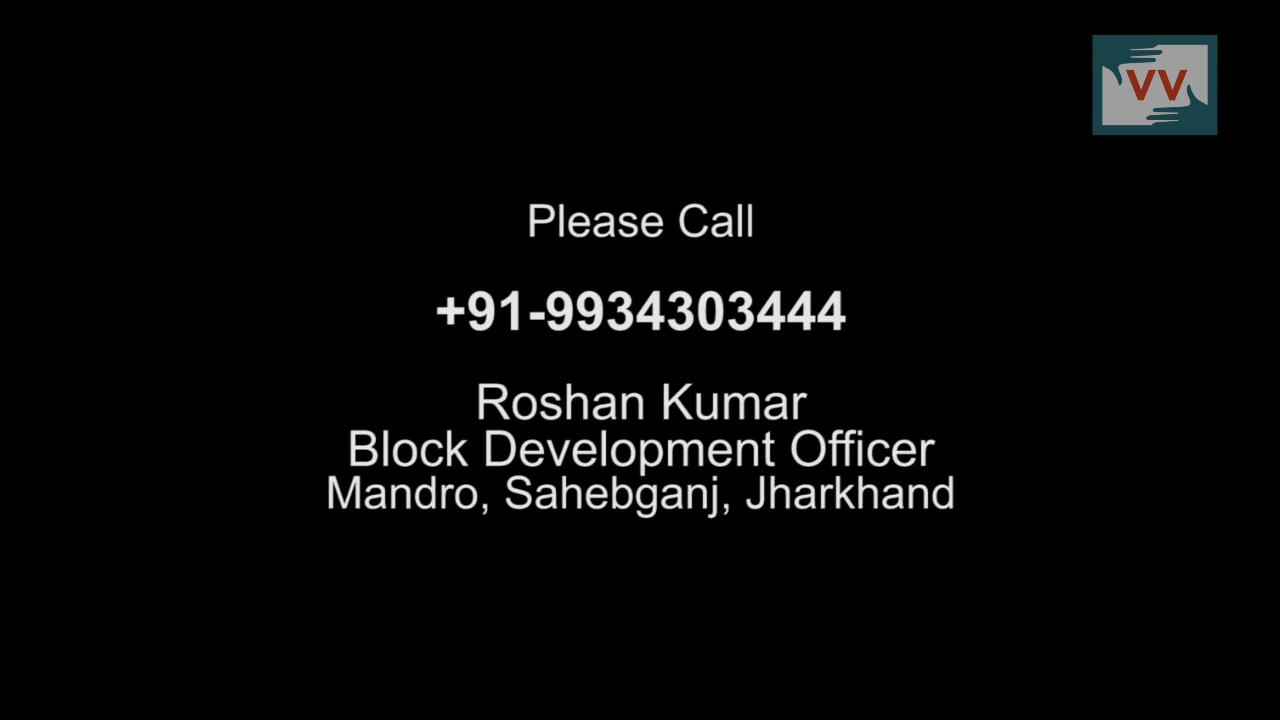 VV
Please Call
+91-9934303444
Roshan Kumar
Block Development Officer
Mandro, Sahebganj, Jharkhand